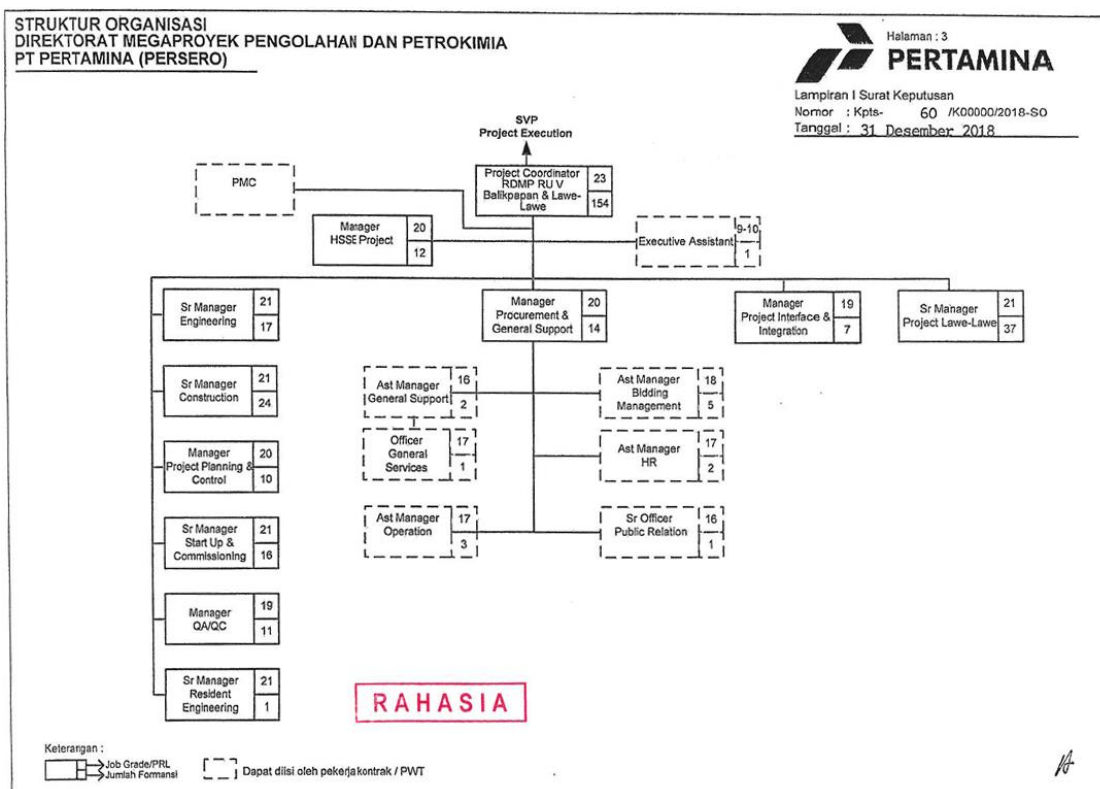 STRUKTUR ORGANISASI
DIREKTORAT MEGAPROYEK PENGOLAHAN DAN PETROKIMIA
PT PERTAMINA (PERSERO)
Halaman : 3
PERTAMINA
Lampiran I Surat Keputusan
Nomor : Kpts- 60 /K00000/2018-S0
Tanggal : 31 Desember 2018
SVP
Project Execution
PMC
Project Coordinator
RDMP RU V
Balikpapan & Lawe-
Lawe
23
154
Manager
HSSE Project
20
12
Executive Assistant
9-10
1
Sr Manager
Engineering
21
17
Manager
Procurement &
General Support
20
14
Manager
Project Interface &
Integration
19
7
Sr Manager
Project Lawe-Lawe
21
37
Sr Manager
Construction
21
24
Ast Manager
General Support
16
2
Ast Manager
Bidding
Management
18
5
Manager
Project Planning &
Control
20
10
Officer
General
Services
17
1
Ast Manager
HR
17
2
Sr Manager
Start Up &
Commissioning
21
16
Ast Manager
Operation
17
3
Sr Officer
Public Relation
16
1
Manager
QA/QC
19
11
Sr Manager
Resident
Engineering
21
1
RAHASIA
Keterangan :
Job Grade/PRL
Jumlah Formansi
Dapat diisi oleh pekerja kontrak / PWT